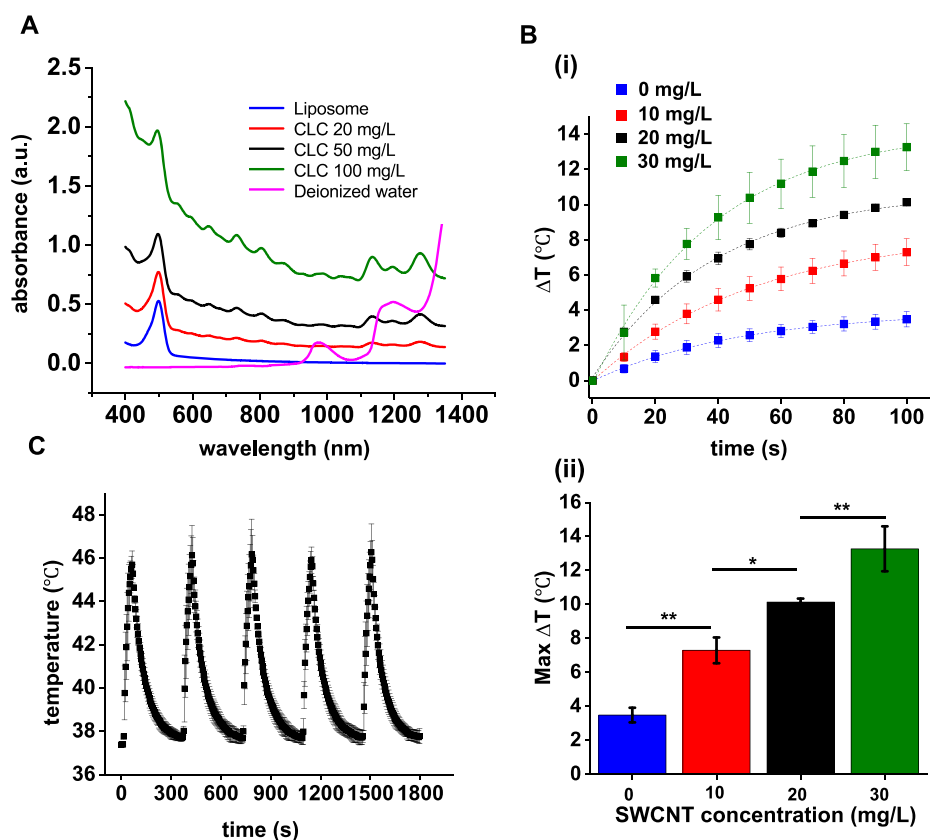 A
absorbance (a.u.)
2.5
2.0
1.5
1.0
0.5
0.0
Liposome
CLC 20 mg/L
CLC 50 mg/L
CLC 100 mg/L
Deionized water
400 600 800 1000 1200 1400
wavelength (nm)
B
(i)
ΔT (℃)
14
12
10
8
6
4
2
0
0 mg/L
10 mg/L
20 mg/L
30 mg/L
0 20 40 60 80 100
time (s)
C
temperature (℃)
48
46
44
42
40
38
36
0 300 600 900 1200 1500 1800
time (s)
(ii)
Max ΔT (℃)
16
14
12
10
8
6
4
2
0
**
*
**
0 10 20 30
SWCNT concentration (mg/L)